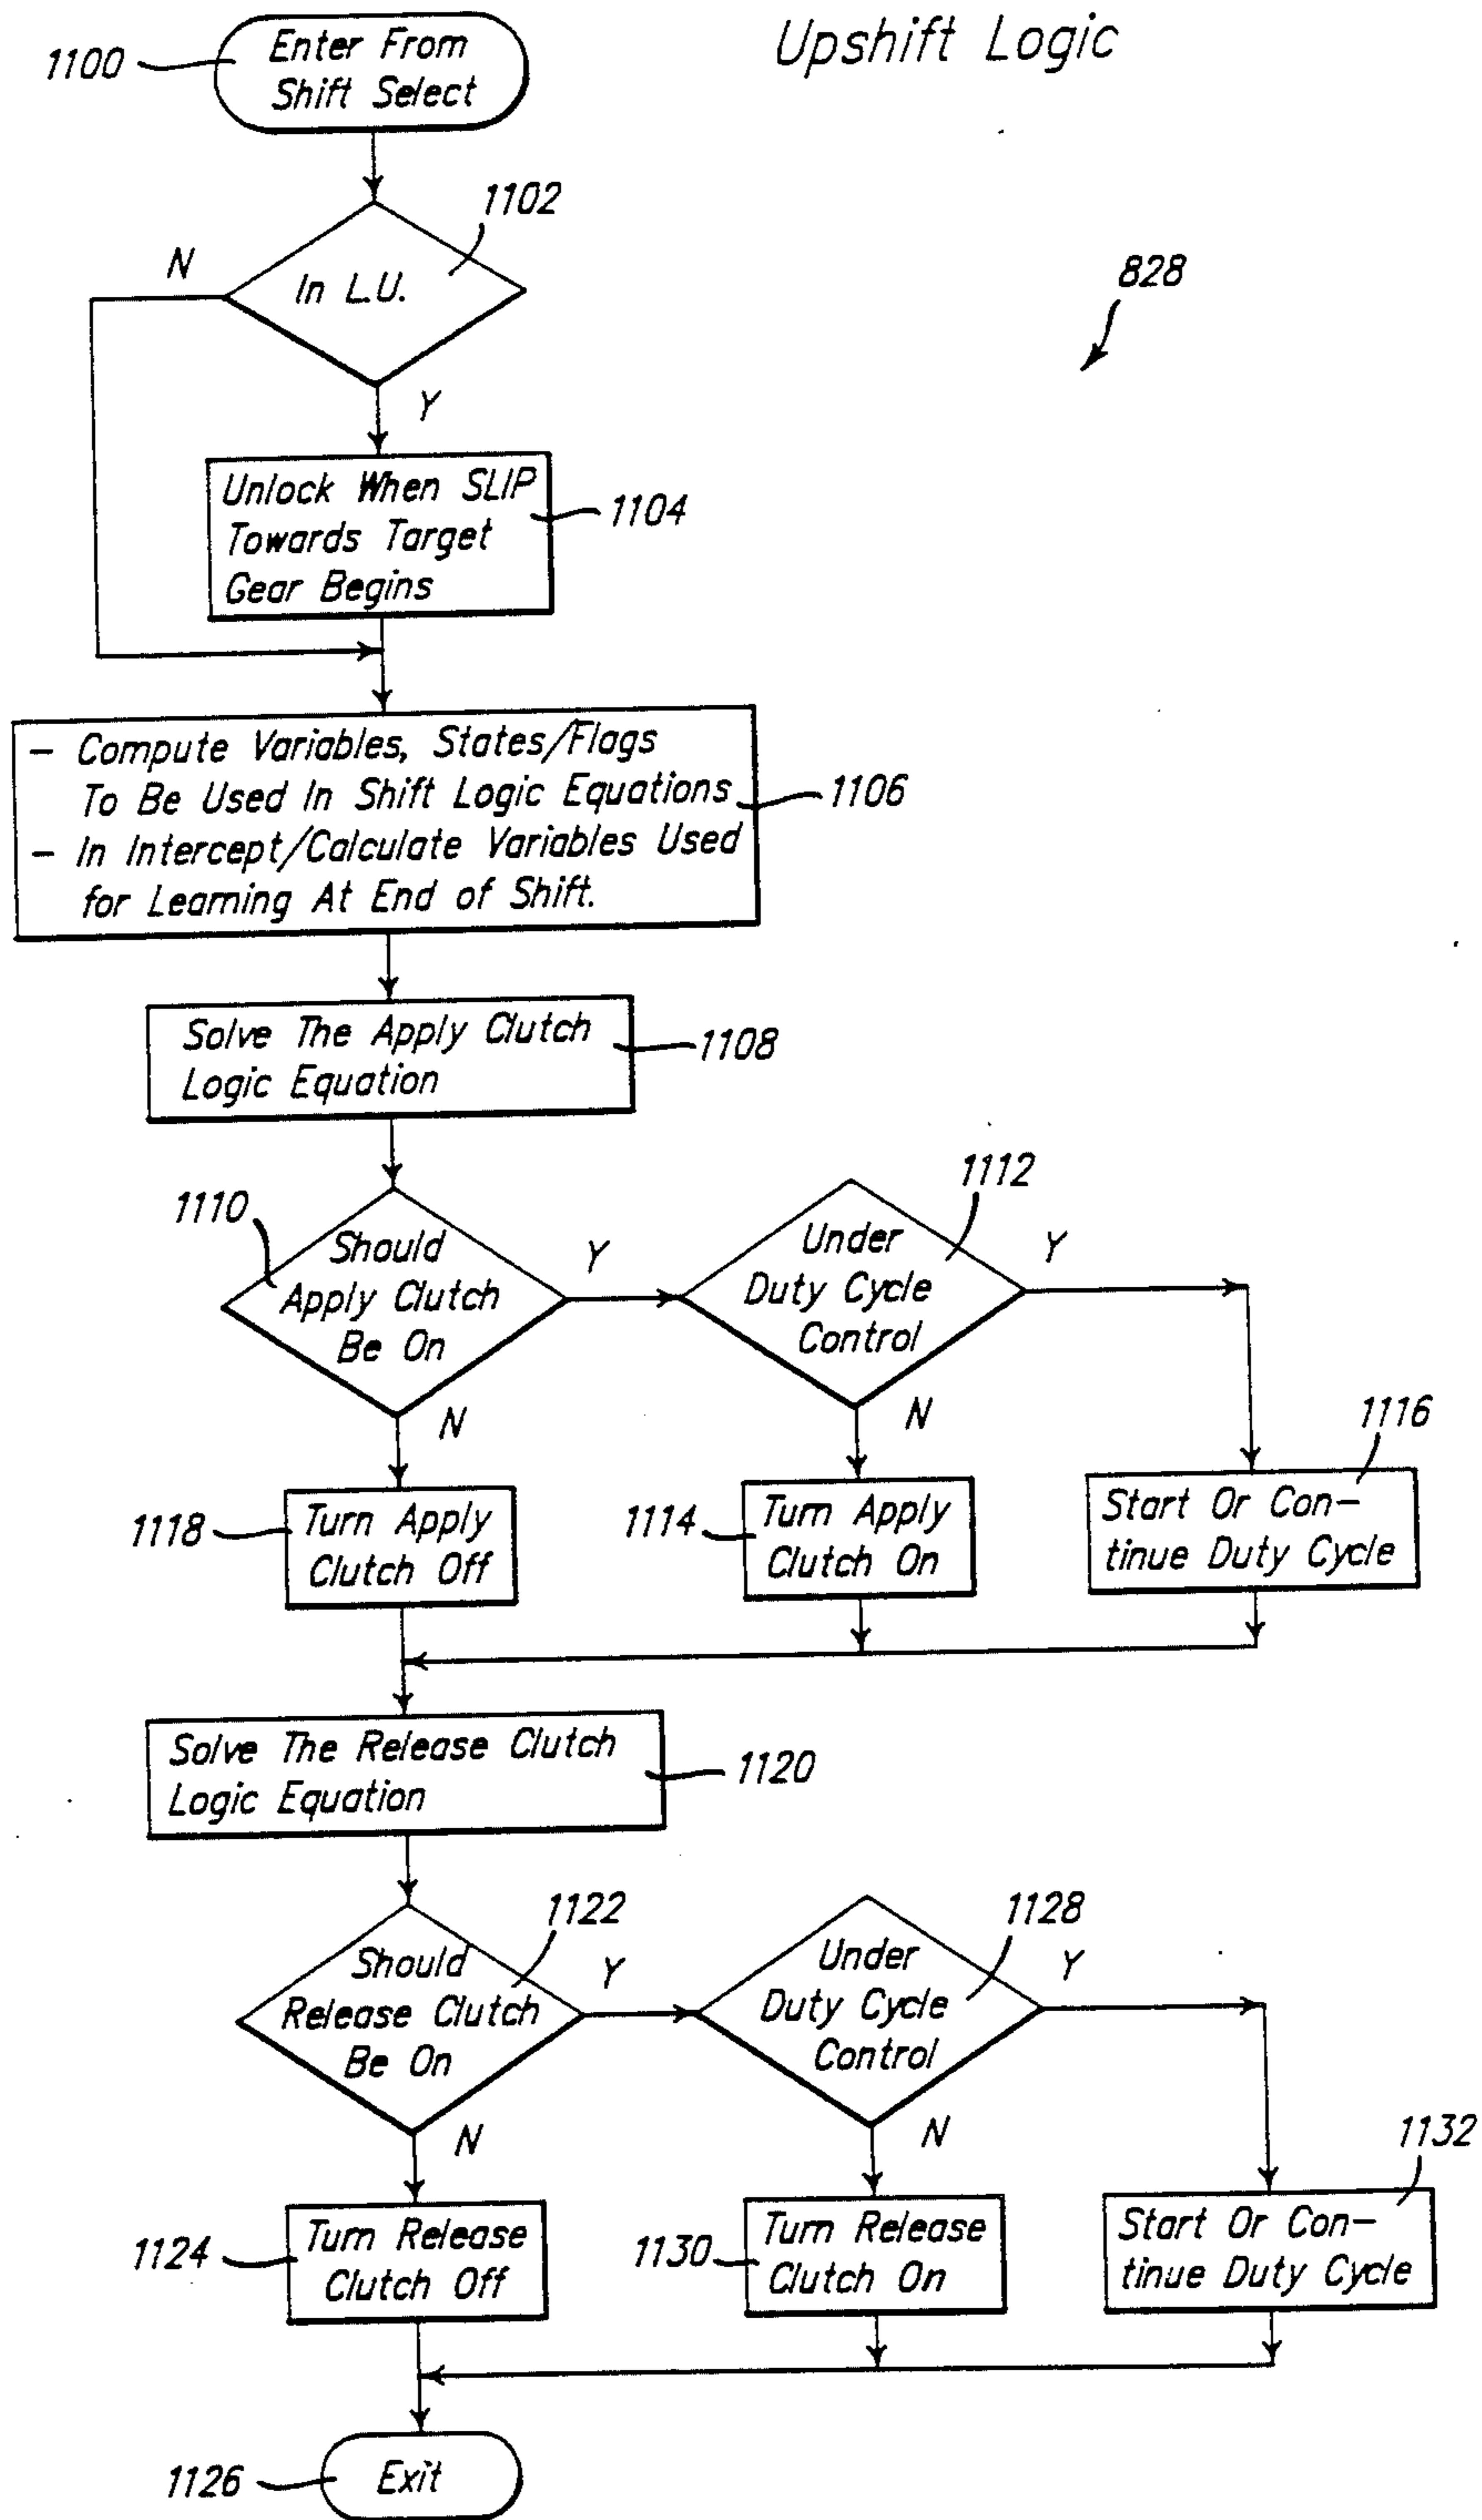 Upshift Logic
1100
Enter From
Shift Select
1102
In L.U.
N
828
Y
Unlock When SLIP
Towards Target
Gear Begins
1104
- Compute Variables, States/Flags
To Be Used In Shift Logic Equations
- In Intercept/Calculate Variables Used
for Learning At End of Shift.
1106
Solve The Apply Clutch
Logic Equation
1108
1110
Should
Apply Clutch
Be On
Y
N
1112
Under
Duty Cycle
Control
Y
N
1118
Turn Apply
Clutch Off
1114
Turn Apply
Clutch On
1116
Start Or Con-
tinue Duty Cycle
Solve The Release Clutch
Logic Equation
1120
1122
Should
Release Clutch
Be On
Y
N
1128
Under
Duty Cycle
Control
Y
N
1124
Turn Release
Clutch Off
1130
Turn Release
Clutch On
1132
Start Or Con-
tinue Duty Cycle
1126
Exit